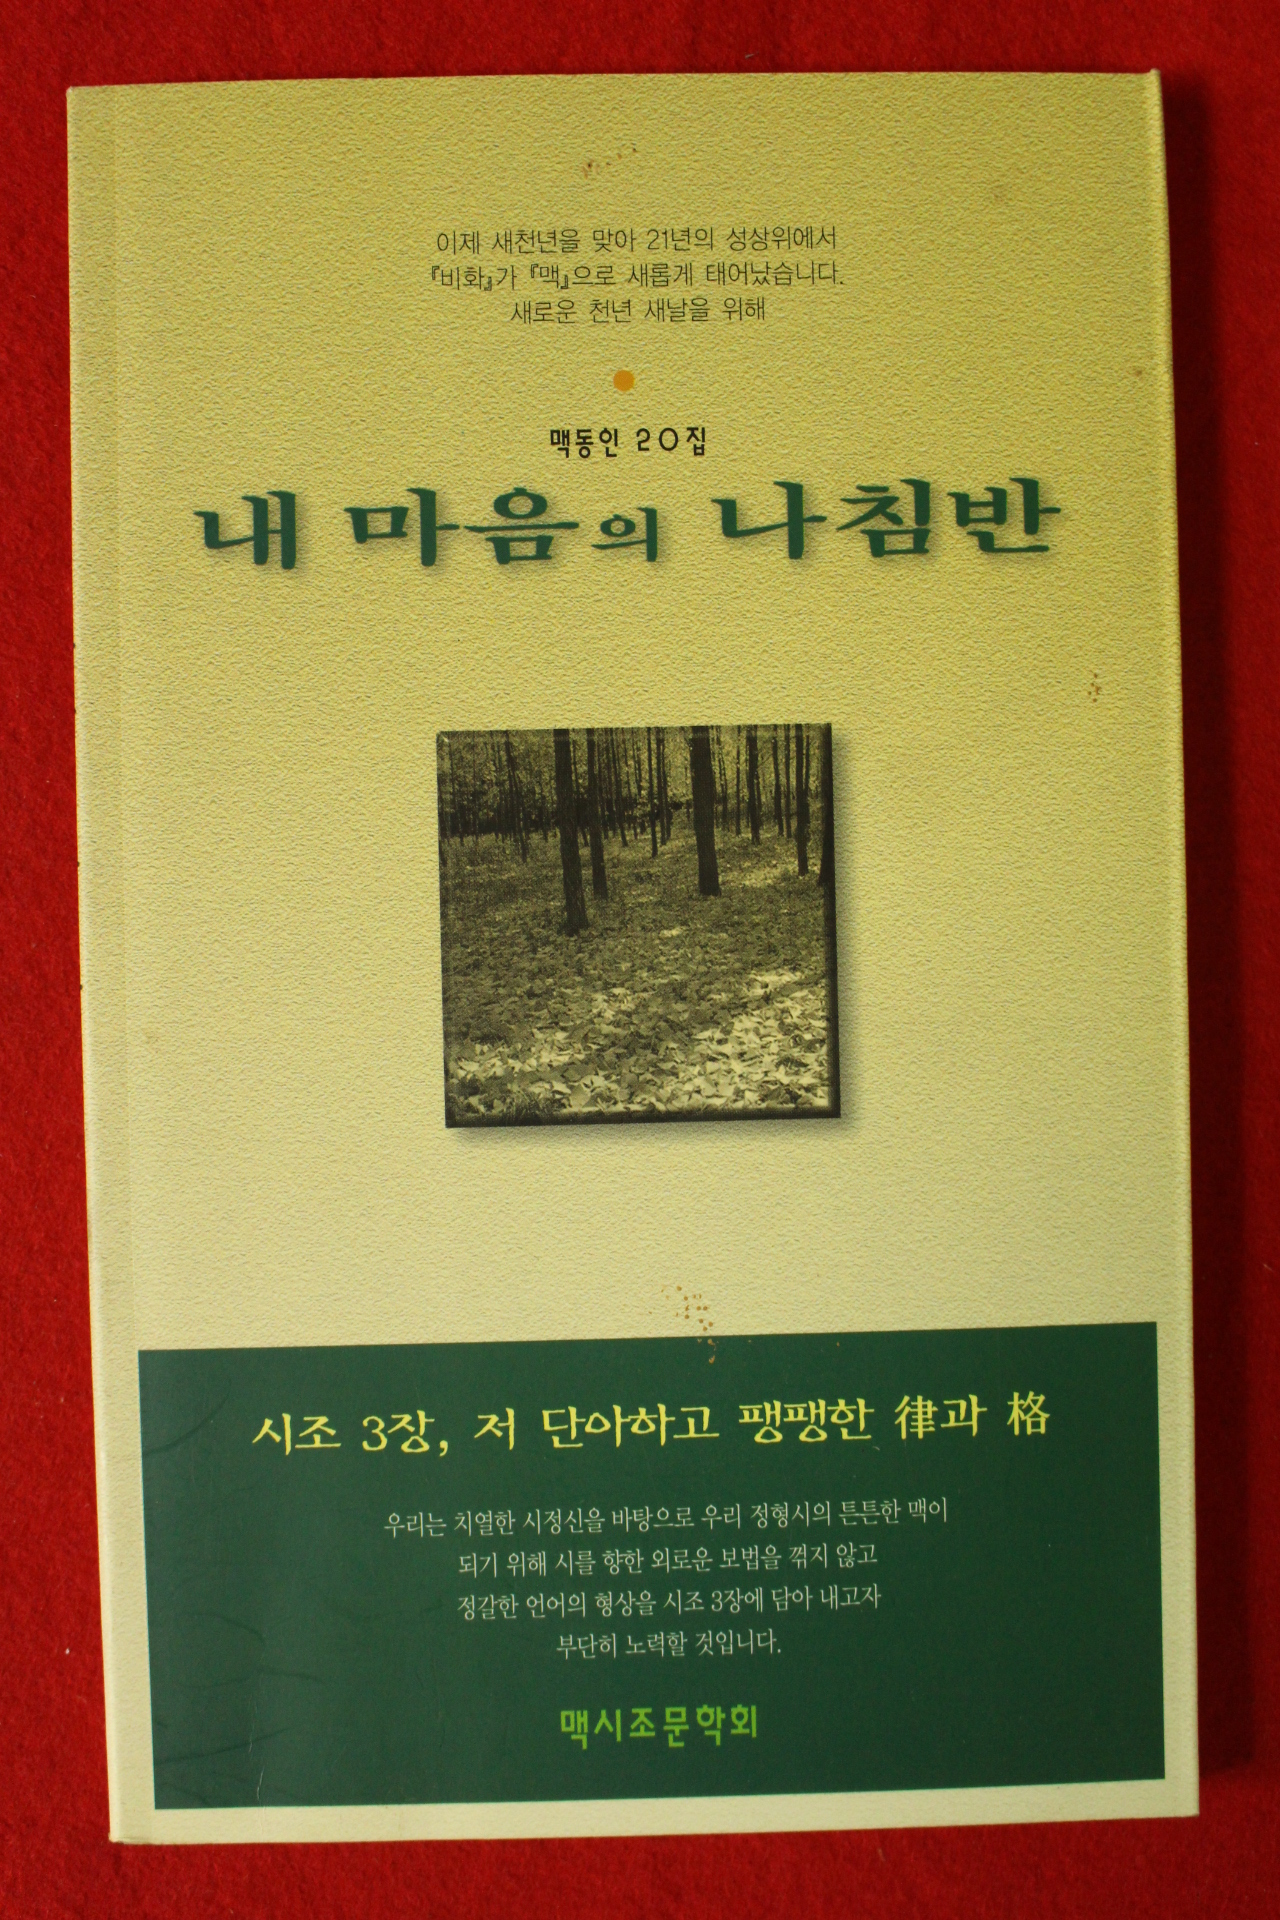 이제 새천년을 맞아 21년의 성상위에서
『비화』가 『맥』으로 새롭게 태어났습니다.
새로운 천년 새날을 위해
맥동인 20집
내 마음의 나침반
시조 3장, 저 단아하고 팽팽한 律과 格
우리는 치열한 시정신을 바탕으로 우리 정형시의 튼튼한 맥이
되기 위해 시를 향한 외로운 보법을 꺾지 않고
정갈한 언어의 형상을 시조 3장에 담아 내고자
부단히 노력할 것입니다.
맥시조문학회